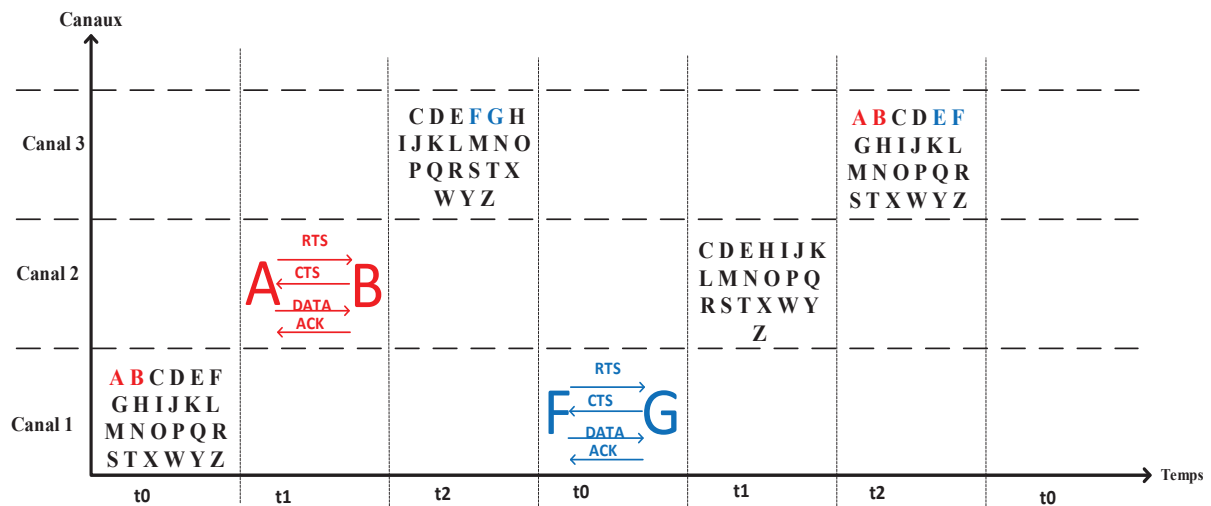 Canaux
Canal 3
C D E F G H
I J K L M N O
P Q R S T X
W Y Z
A B C D E F
G H I J K L
M N O P Q R
S T X W Y Z
Canal 2
RTS
A CTS B
DATA
ACK
C D E H I J K
L M N O P Q
R S T X W Y
Z
Canal 1
A B C D E F
G H I J K L
M N O P Q R
S T X W Y Z
RTS
F CTS G
DATA
ACK
Temps
t0 t1 t2 t0 t1 t2 t0